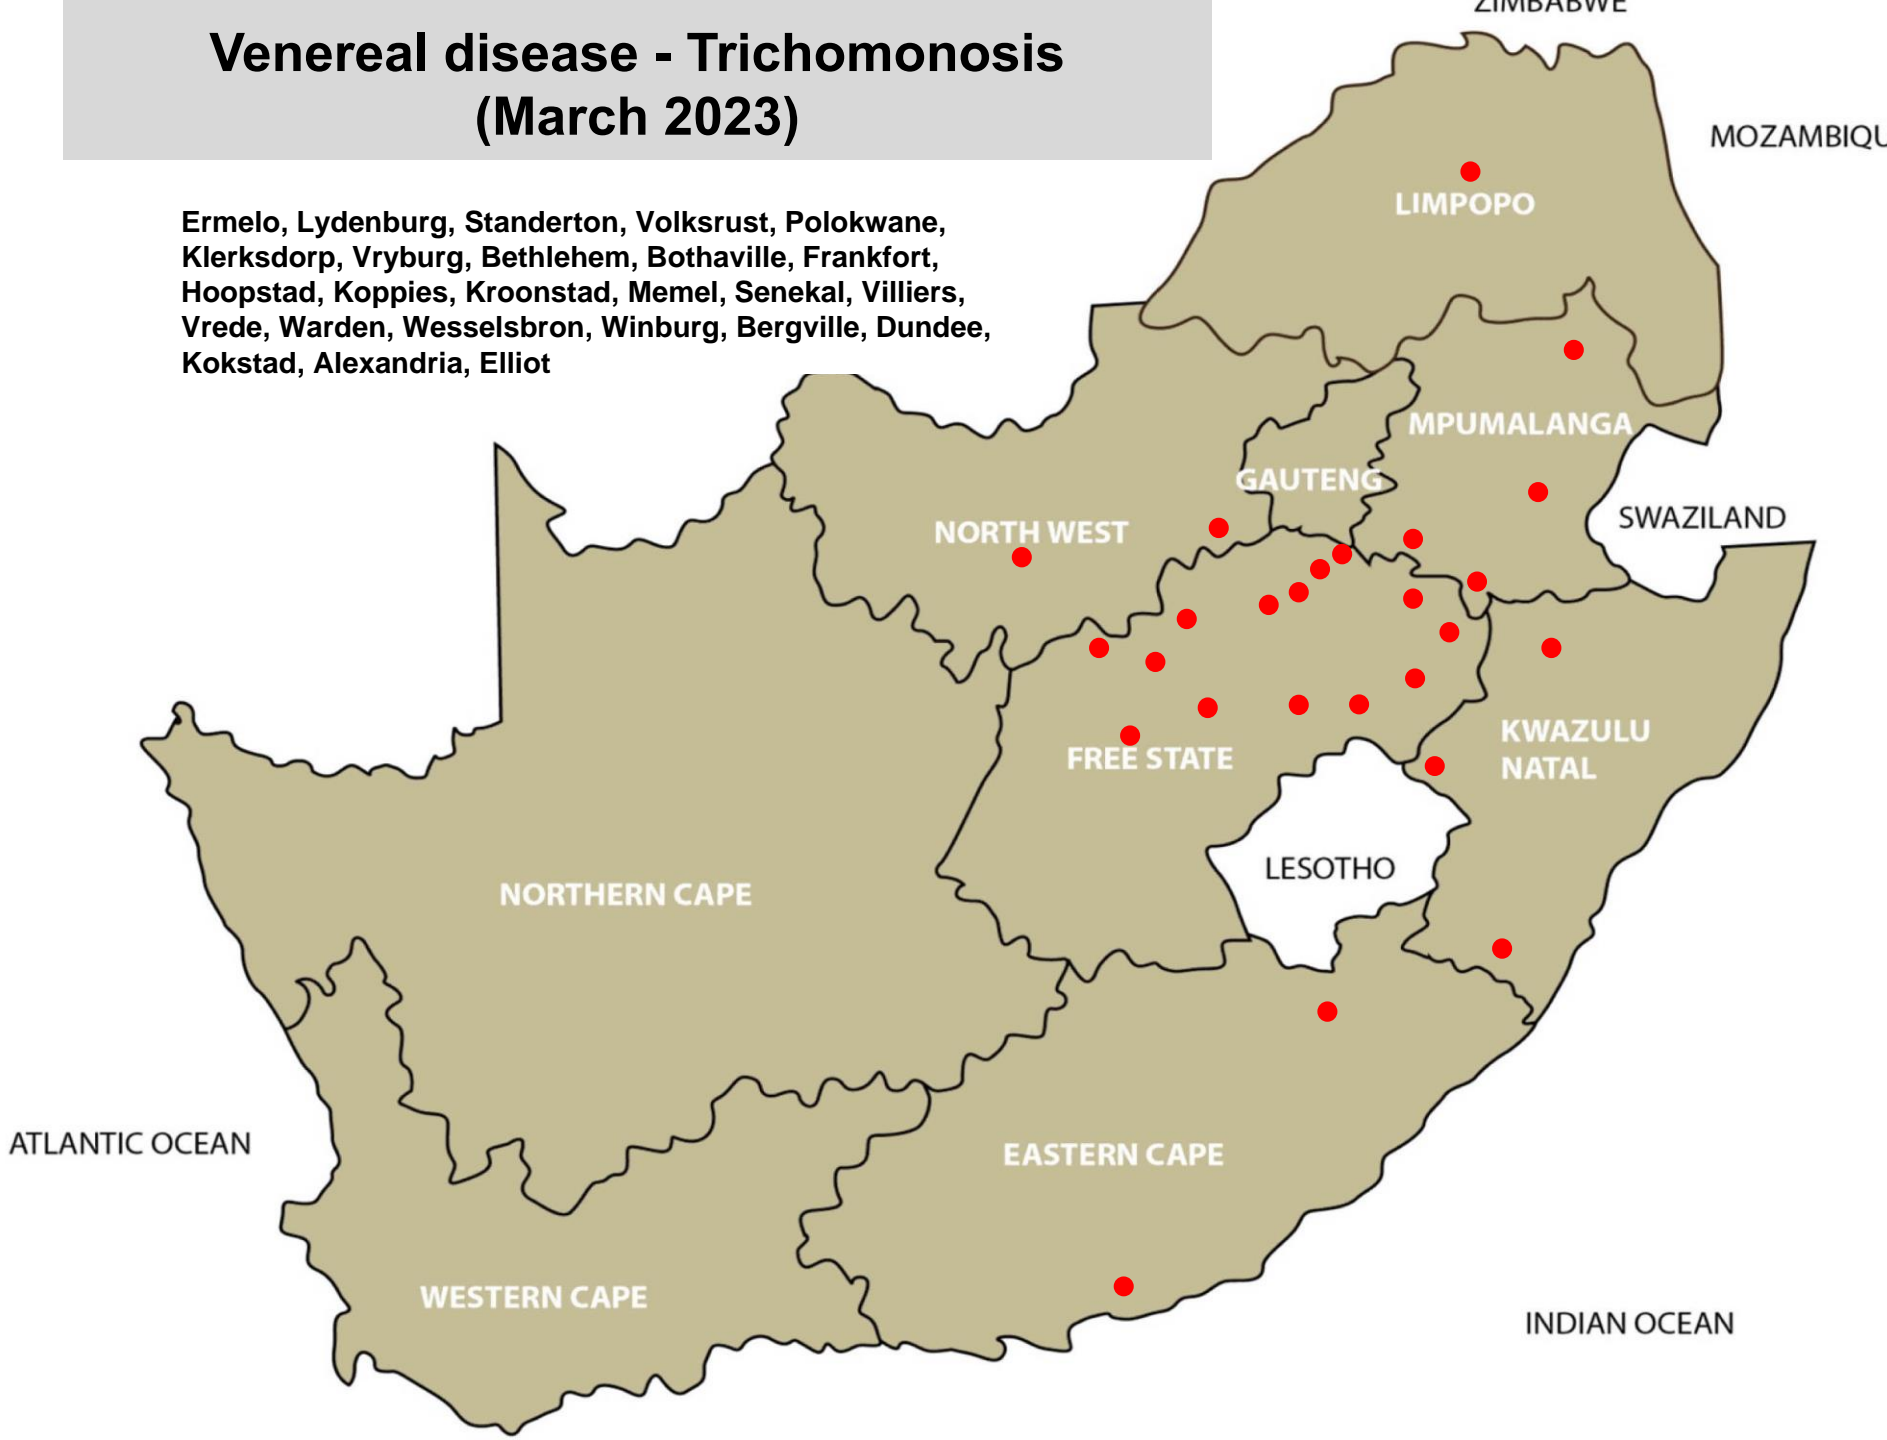 ZIMBABWE
Venereal disease - Trichomonosis
(March 2023)
MOZAMBIQU
LIMPOPO
Ermelo, Lydenburg, Standerton, Volksrust, Polokwane,
Klerksdorp, Vryburg, Bethlehem, Bothaville, Frankfort,
Hoopstad, Koppies, Kroonstad, Memel, Senekal, Villiers,
Vrede, Warden, Wesselsbron, Winburg, Bergville, Dundee,
Kokstad, Alexandria, Elliot
MPUMALANGA
GAUTENG
SWAZILAND
NORTH WEST
KWAZULU
NATAL
FREE STATE
LESOTHO
NORTHERN CAPE
ATLANTIC OCEAN
EASTERN CAPE
WESTERN CAPE
INDIAN OCEAN